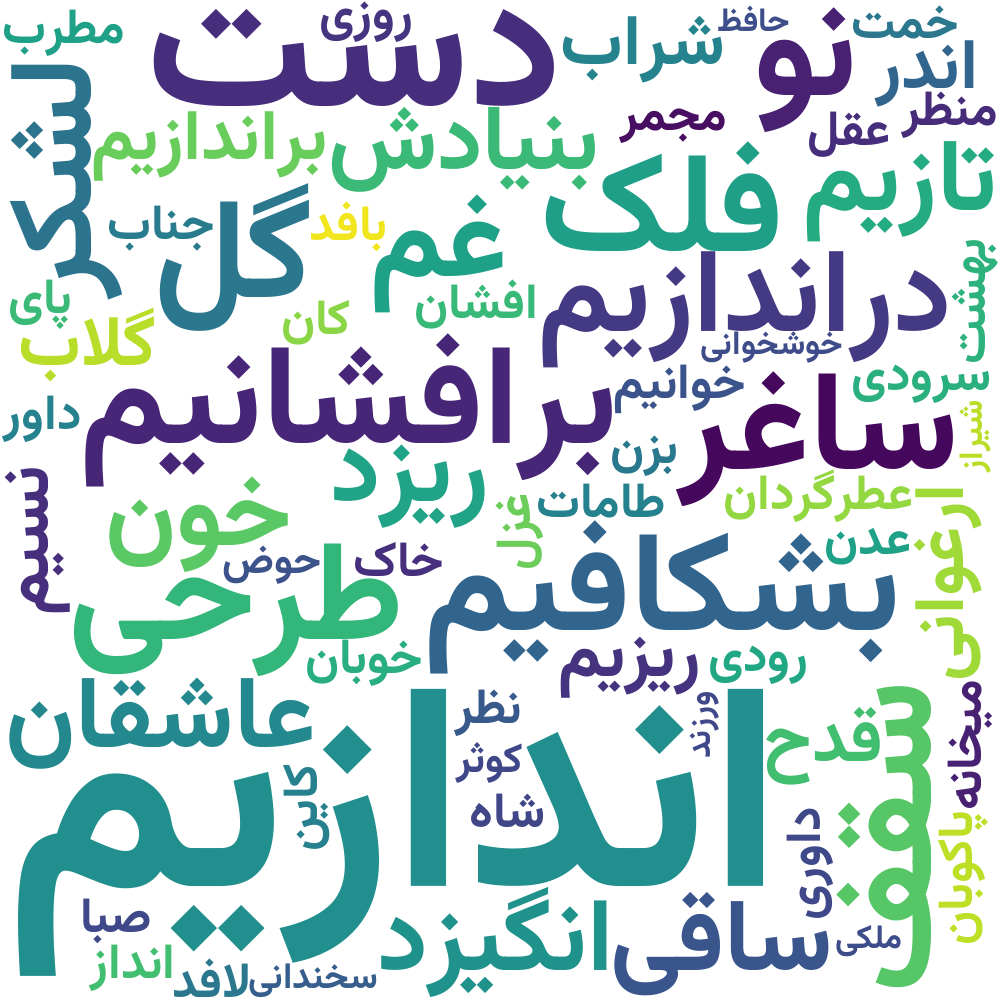 خمت
حافظ
روزی
مطرب
نو
شراب
دست
اندر
منظر
عقل
مجمر
بنیادش
براندازیم
لشکر
تازیم
فلک
غم
بافد
گل
جناب
بهشت
دراندازیم
افشان
کان
پای
گلاب
خوشخوانی
سرودی
خوانیم
برافشانیم
داور
شیراز
ساغر
بزن
ریزد
نسیم
عطرگردان
طامات
غزل
خون
ارغوانی
عدن
بشکافیم
خاک
حوض
طرحی
رودی
ریزیم
خوبان
میخانه
سقف
قدح
ورزند
نظر
عاشقان
کوثر
کاین
شاه
اندازیم
پاکوبان
داوری
ملکی
ساقی
انگیزد
صبا
سخندانی
لافد
انداز